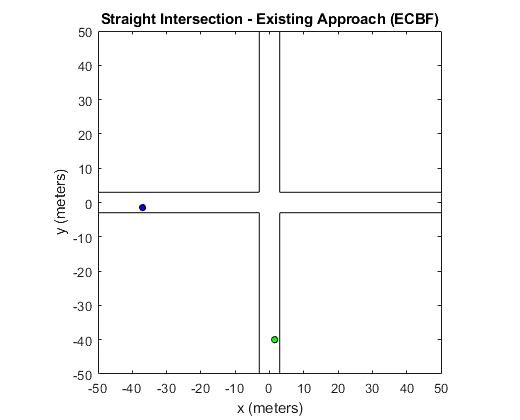 Straight Intersection - Existing Approach (ECBF)
50
40
30
20
10
0
-10
-20
-30
-40
-50
y (meters)
-50 -40 -30 -20 -10 0 10 20 30 40 50
x (meters)